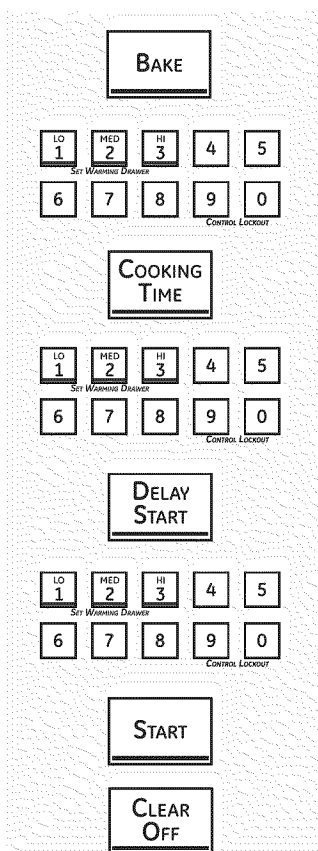 BAKE
LO MED HI
1 2 3 4 5
SET WARMING DRAWER
6 7 8 9 0
CONTROL LOCKOUT
COOKING
TIME
LO MED HI
1 2 3 4 5
SET WARMING DRAWER
6 7 8 9 0
CONTROL LOCKOUT
DELAY
START
LO MED HI
1 2 3 4 5
SET WARMING DRAWER
6 7 8 9 0
CONTROL LOCKOUT
START
CLEAR
OFF